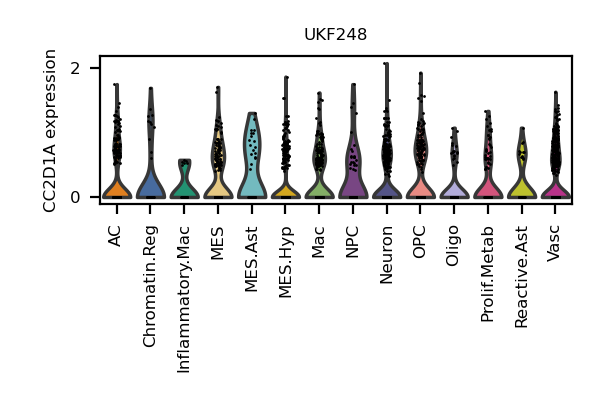 UKF248
CC2D1A expression
2
0
AC
Chromatin.Reg
Inflammatory.Mac
MES
MES.Ast
MES.Hyp
Mac
NPC
Neuron
OPC
Oligo
Prolif.Metab
Reactive.Ast
Vasc